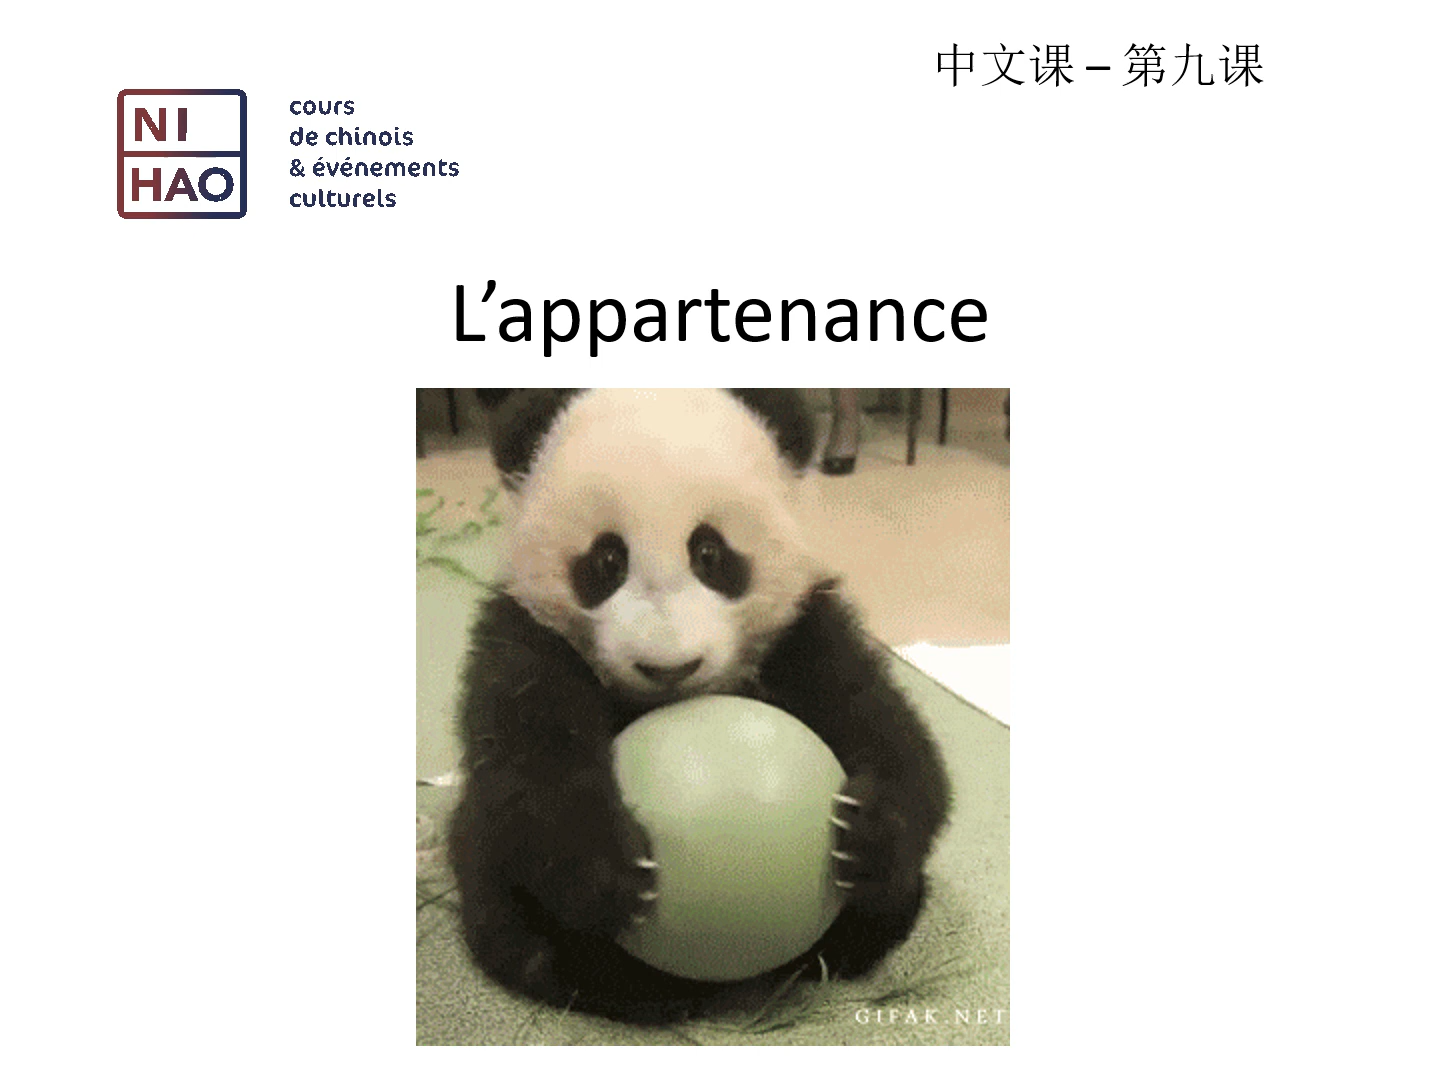 中文课 – 第九课
NI
HAO
cours
de chinois
& événements
culturels
L’appartenance
GIFAK.NET